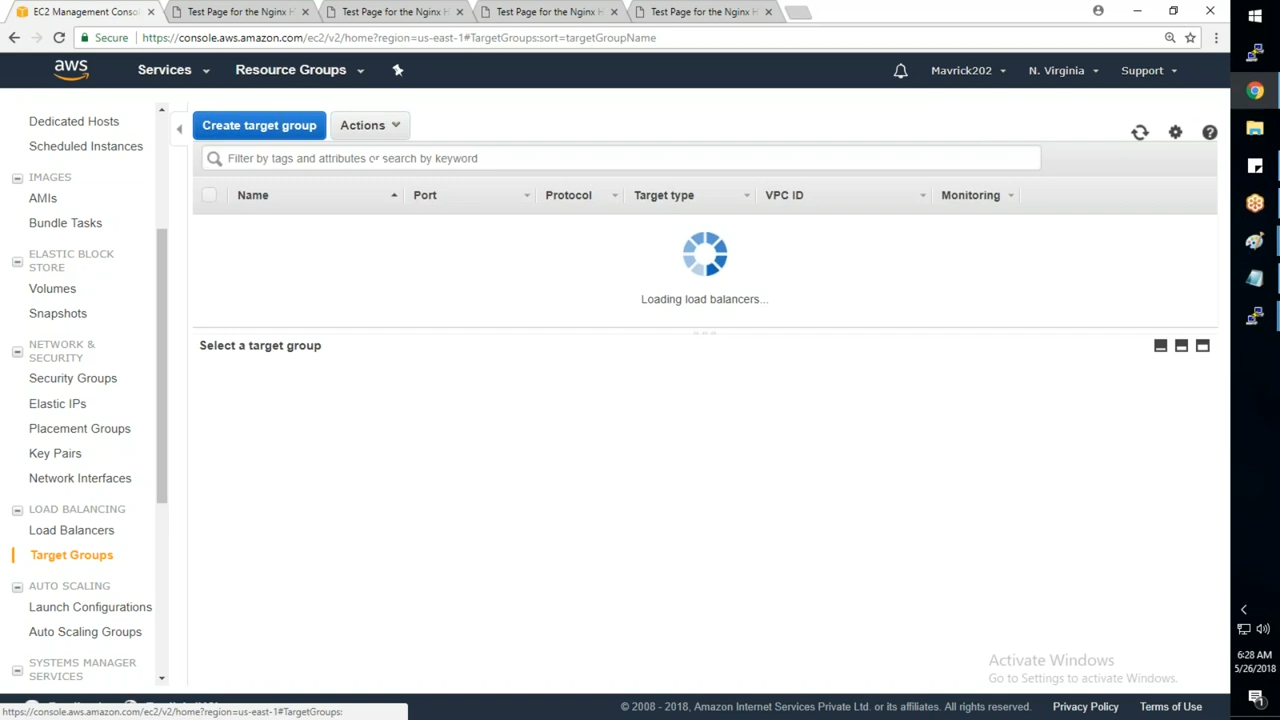 EC2 Management Conso
Test Page for the Nginx H
Test Page for the Nginx H
Test Page for the Nginx H
Test Page for the Nginx H
Secure
https://console.aws.amazon.com/ec2/v2/home?region=us-east-1#TargetGroups:sort=targetGroupName
aws
Services
Resource Groups
Mavrick202
N. Virginia
Support
Dedicated Hosts
Scheduled Instances
IMAGES
AMIs
Bundle Tasks
ELASTIC BLOCK
STORE
Volumes
Snapshots
NETWORK &
SECURITY
Security Groups
Elastic IPs
Placement Groups
Key Pairs
Network Interfaces
LOAD BALANCING
Load Balancers
Target Groups
AUTO SCALING
Launch Configurations
Auto Scaling Groups
SYSTEMS MANAGER
SERVICES
Create target group
Actions
Filter by tags and attributes or search by keyword
Name
Port
Protocol
Target type
VPC ID
Monitoring
Loading load balancers...
Select a target group
Activate Windows
Go to Settings to activate Windows.
https://console.aws.amazon.com/ec2/v2/home?region=us-east-1#TargetGroups:
© 2008 - 2018, Amazon Internet Services Private Ltd. or its affiliates. All rights reserved.
Privacy Policy
Terms of Use
6:28 AM
5/26/2018
1